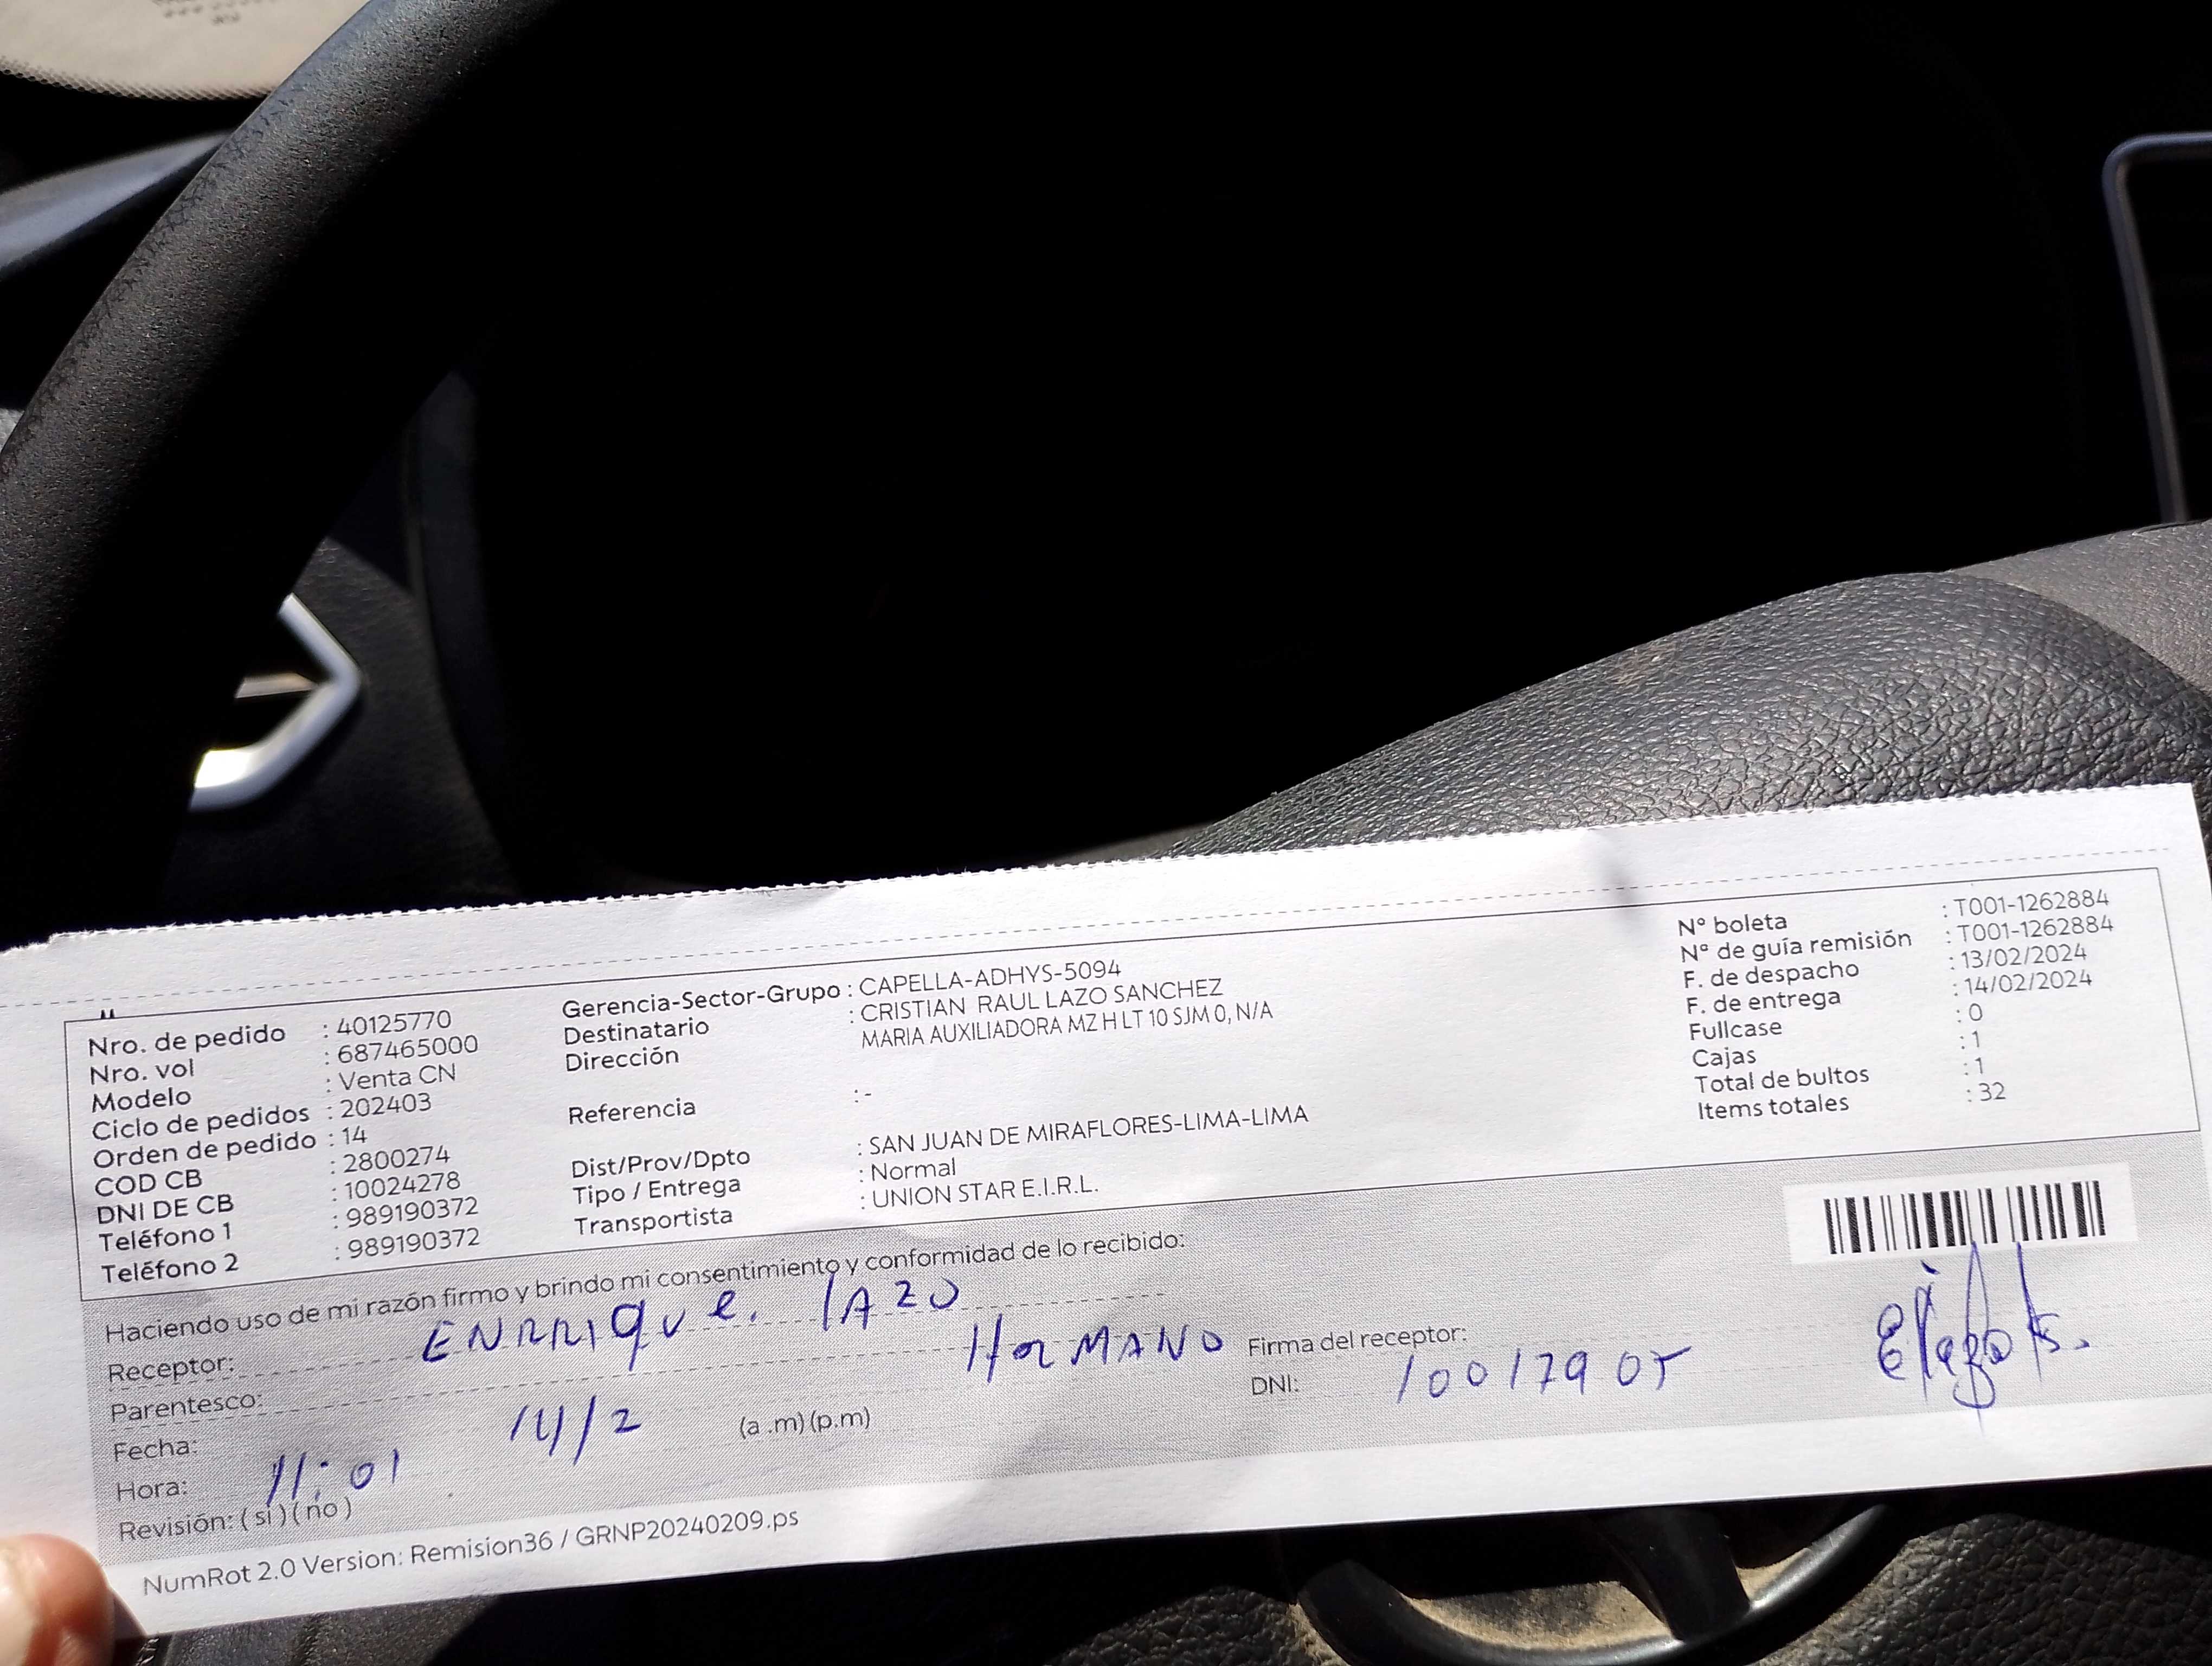 Nro. de pedido : 40125770
Nro. vol : 687465000
Modelo : Venta CN
Ciclo de pedidos : 202403
Orden de pedido : 14
COD CB : 2800274
DNI DE CB : 10024278
Teléfono 1 : 989190372
Teléfono 2 : 989190372
Gerencia-Sector-Grupo : CAPELLA-ADHYS-5094
Destinatario : CRISTIAN RAUL LAZO SANCHEZ
Dirección MARIA AUXILIADORA MZ H LT 10 SJM 0, N/A
Referencia : -
Dist/Prov/Dpto : SAN JUAN DE MIRAFLORES-LIMA-LIMA
Tipo / Entrega : Normal
Transportista : UNION STAR E.I.R.L.
N° boleta : T001-1262884
N° de guía remisión : T001-1262884
F. de despacho : 13/02/2024
F. de entrega : 14/02/2024
Fullcase : 0
Cajas : 1
Total de bultos : 1
Items totales : 32
Haciendo uso de mi razón firmo y brindo mi consentimiento y conformidad de lo recibido:
Receptor: ENRRIQUE. LAZO
Parentesco: HERMANO
Fecha: 14/2
Hora: 11:01 (a .m) (p.m)
Revisión: (si) (no)
Firma del receptor:
DNI: 10017905
NumRot 2.0 Version: Remision36 / GRNP20240209.ps